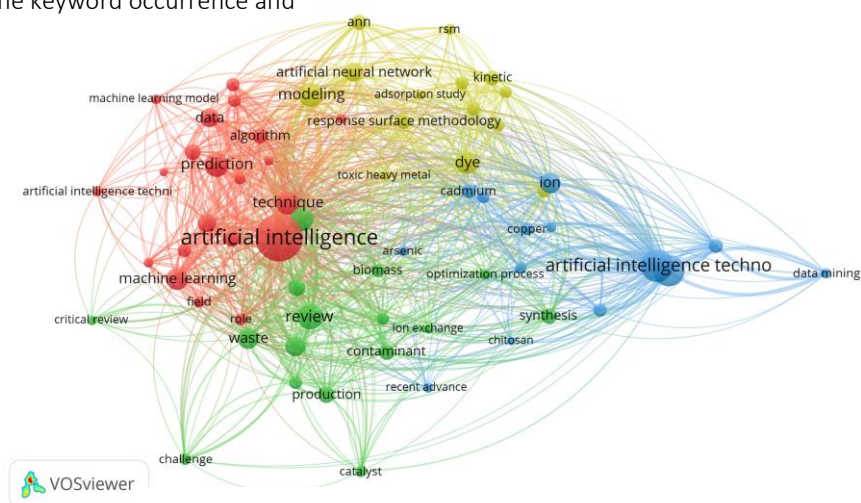 he keyword occurrence and
ann
rsm
artificial neural network
kinetic
modeling
adsorption study
machine learning model
data
response surface methodology
algorithm
prediction
dye
toxic heavy metal
artificial intelligence techni
cadmium
ion
technique
copper
artificial intelligence
arsenic
biomass
artificial intelligence techno
optimization process
data mining
machine learning
field
critical review
role
review
ion exchange
synthesis
waste
contaminant
chitosan
production
recent advance
challenge
catalyst
VOSviewer